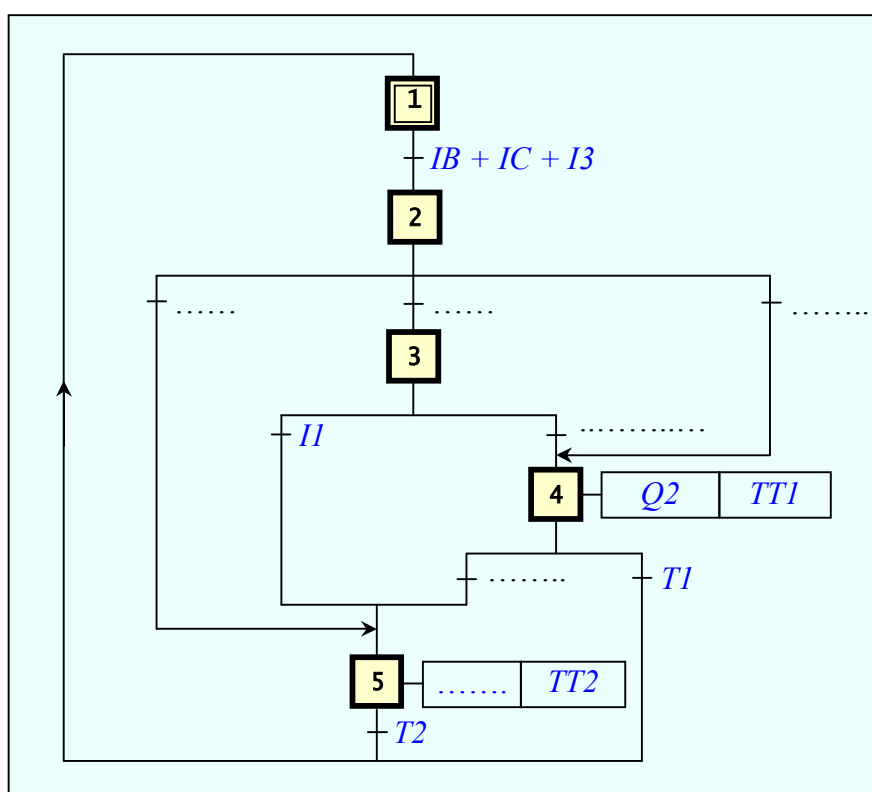 1
IB + IC + I3
2
...... ...... ........
3
I1 ..............
4 Q2 TT1
........ T1
5 ....... TT2
T2